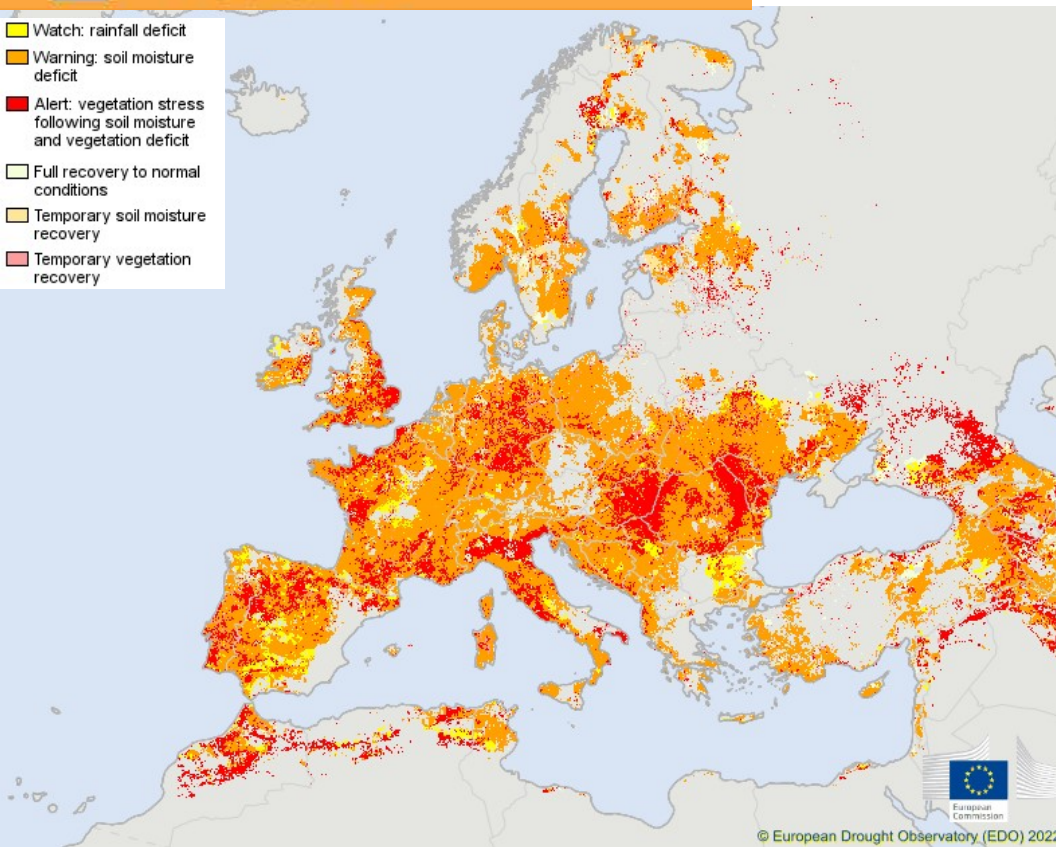 Watch: rainfall deficit
Warning: soil moisture
deficit
Alert: vegetation stress
following soil moisture
and vegetation deficit
Full recovery to normal
conditions
Temporary soil moisture
recovery
Temporary vegetation
recovery
European
Commission
© European Drought Observatory (EDO) 2022